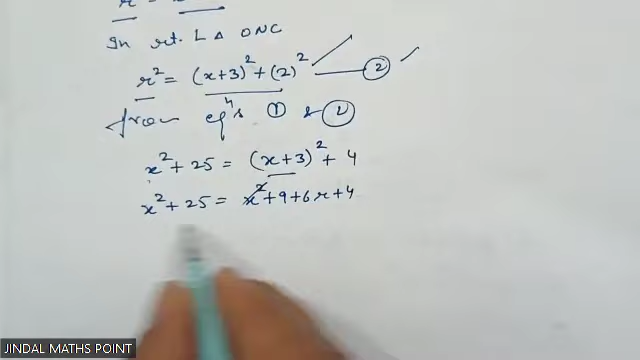 In rt. L Δ ONC
r² = (x+3)² + (2)² — ②
from eqⁿs ① & ②
x² + 25 = (x+3)² + 4
x² + 25 = x² + 9 + 6x + 4
JINDAL MATHS POINT